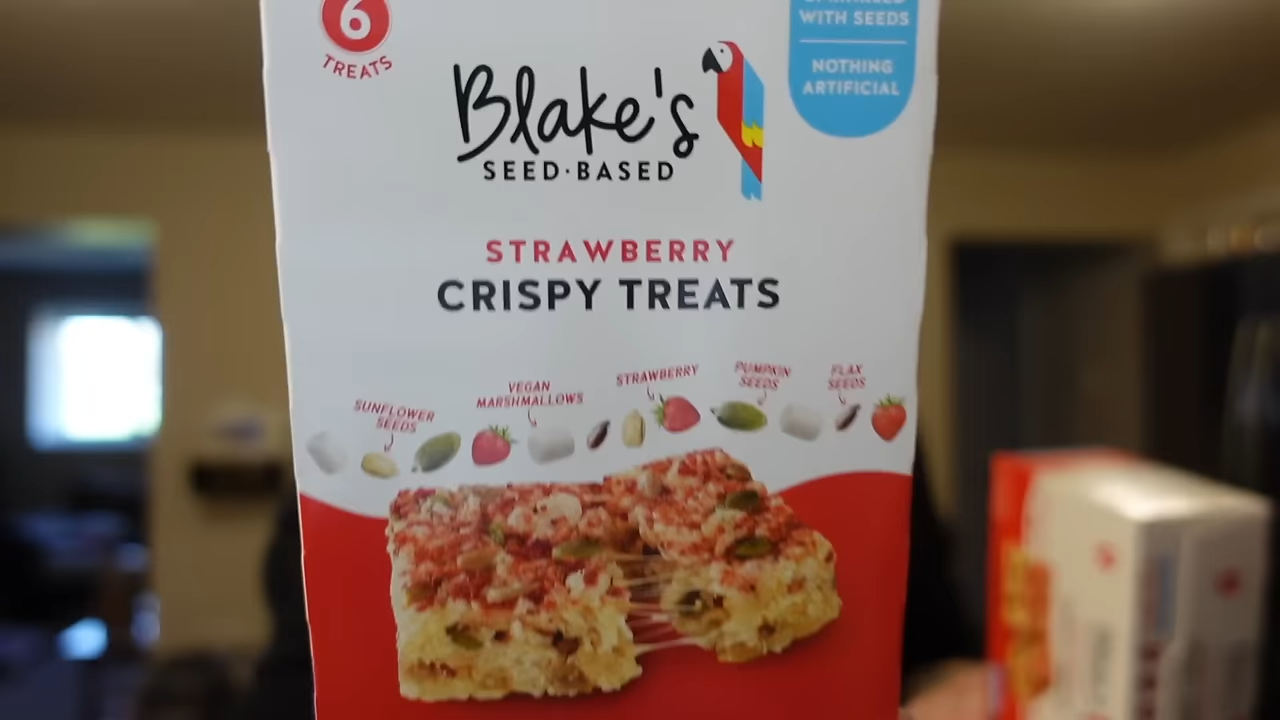 6
TREATS
WITH SEEDS
NOTHING
ARTIFICIAL
Blake's
SEED·BASED
STRAWBERRY
CRISPY TREATS
SUNFLOWER
SEEDS
VEGAN
MARSHMALLOWS
STRAWBERRY
PUMPKIN
SEEDS
FLAX
SEEDS